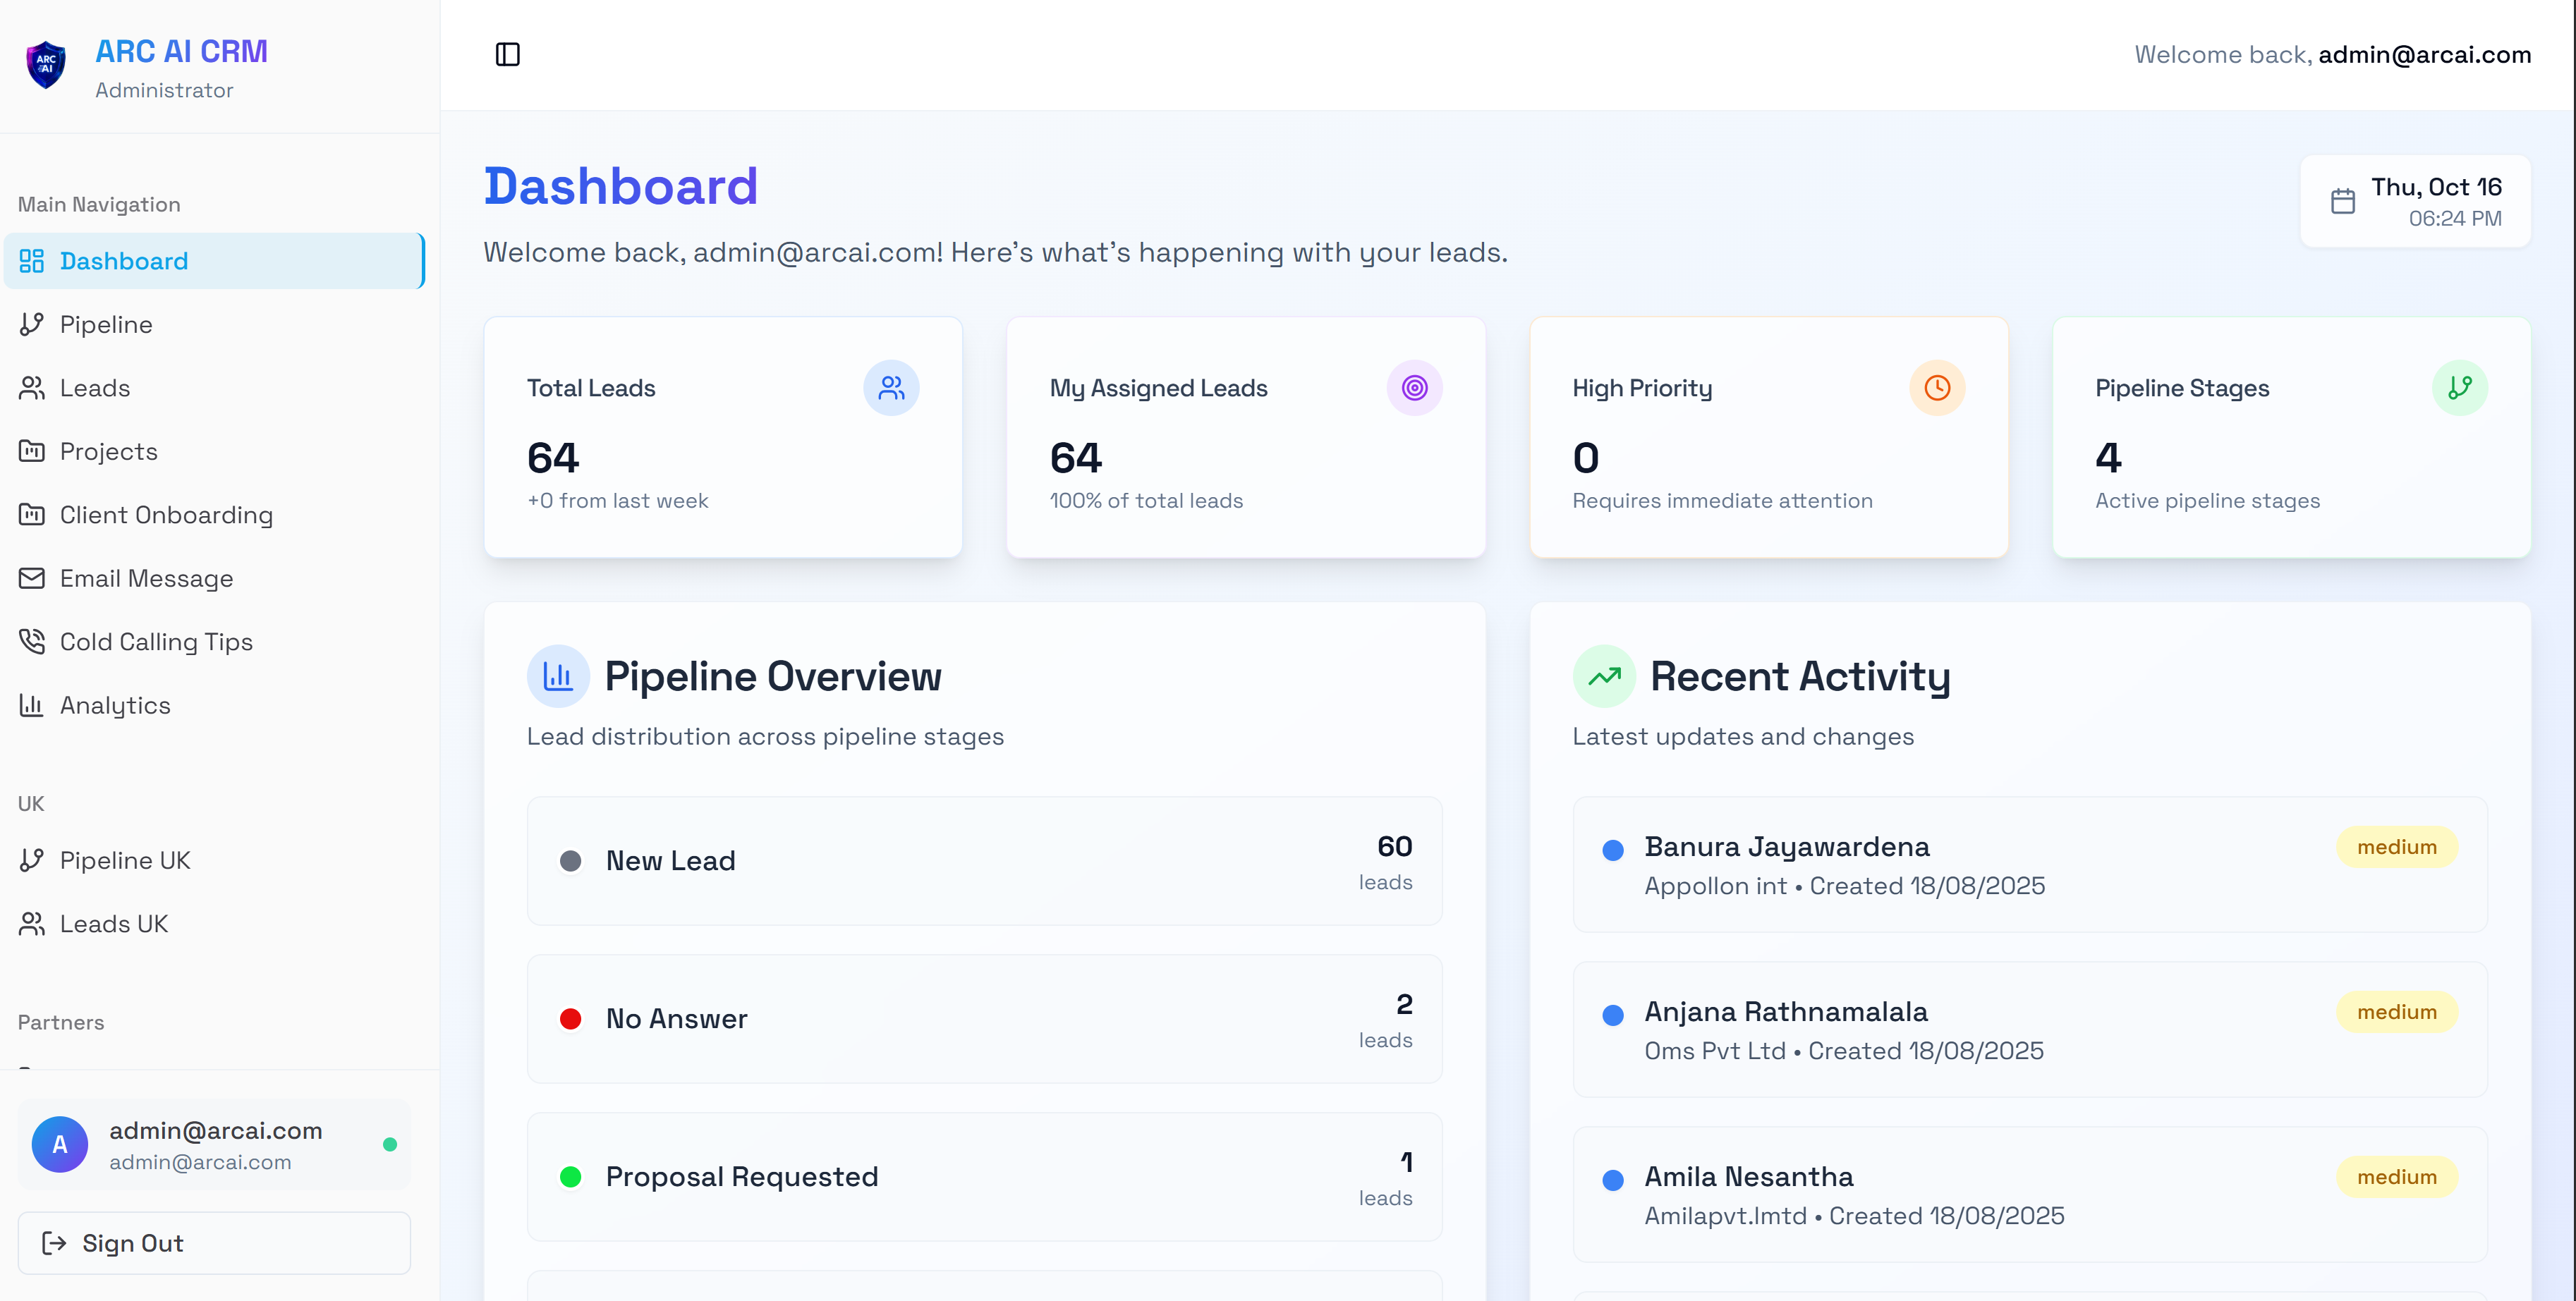 ARC AI
ARC AI CRM
Administrator
Main Navigation
Dashboard
Pipeline
Leads
Projects
Client Onboarding
Email Message
Cold Calling Tips
Analytics
UK
Pipeline UK
Leads UK
Partners
A
admin@arcai.com
admin@arcai.com
Sign Out
Welcome back, admin@arcai.com
Dashboard
Welcome back, admin@arcai.com! Here's what's happening with your leads.
Thu, Oct 16
06:24 PM
Total Leads
64
+0 from last week
My Assigned Leads
64
100% of total leads
High Priority
0
Requires immediate attention
Pipeline Stages
4
Active pipeline stages
Pipeline Overview
Lead distribution across pipeline stages
New Lead
60
leads
No Answer
2
leads
Proposal Requested
1
leads
Recent Activity
Latest updates and changes
Banura Jayawardena
medium
Appollon int • Created 18/08/2025
Anjana Rathnamalala
medium
Oms Pvt Ltd • Created 18/08/2025
Amila Nesantha
medium
Amilapvt.lmtd • Created 18/08/2025